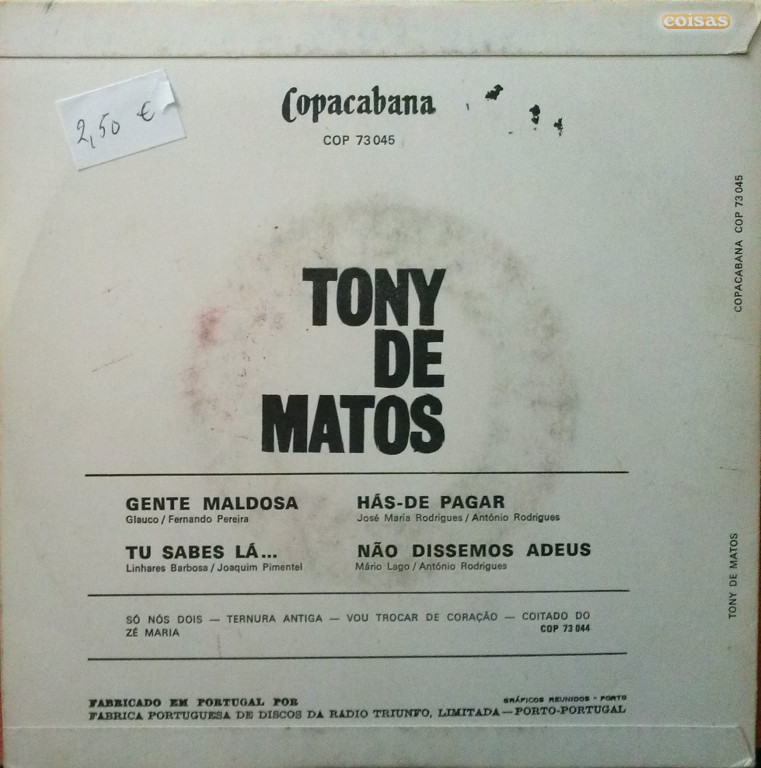 coisas
2,50 €
Copacabana
COP 73 045
TONY
DE
MATOS
GENTE MALDOSA
Glauco / Fernando Pereira
TU SABES LÁ...
Linhares Barbosa / Joaquim Pimentel
HÁS-DE PAGAR
José Maria Rodrigues / António Rodrigues
NÃO DISSEMOS ADEUS
Mário Lago / António Rodrigues
SÓ NÓS DOIS — TERNURA ANTIGA — VOU TROCAR DE CORAÇÃO — COITADO DO
ZÉ MARIA
COP 73 044
FABRICADO EM PORTUGAL POR
GRÁFICOS REUNIDOS - PORTO
FÁBRICA PORTUGUESA DE DISCOS DA RÁDIO TRIUNFO, LIMITADA — PORTO-PORTUGAL
COPACABANA COP 73 045
TONY DE MATOS